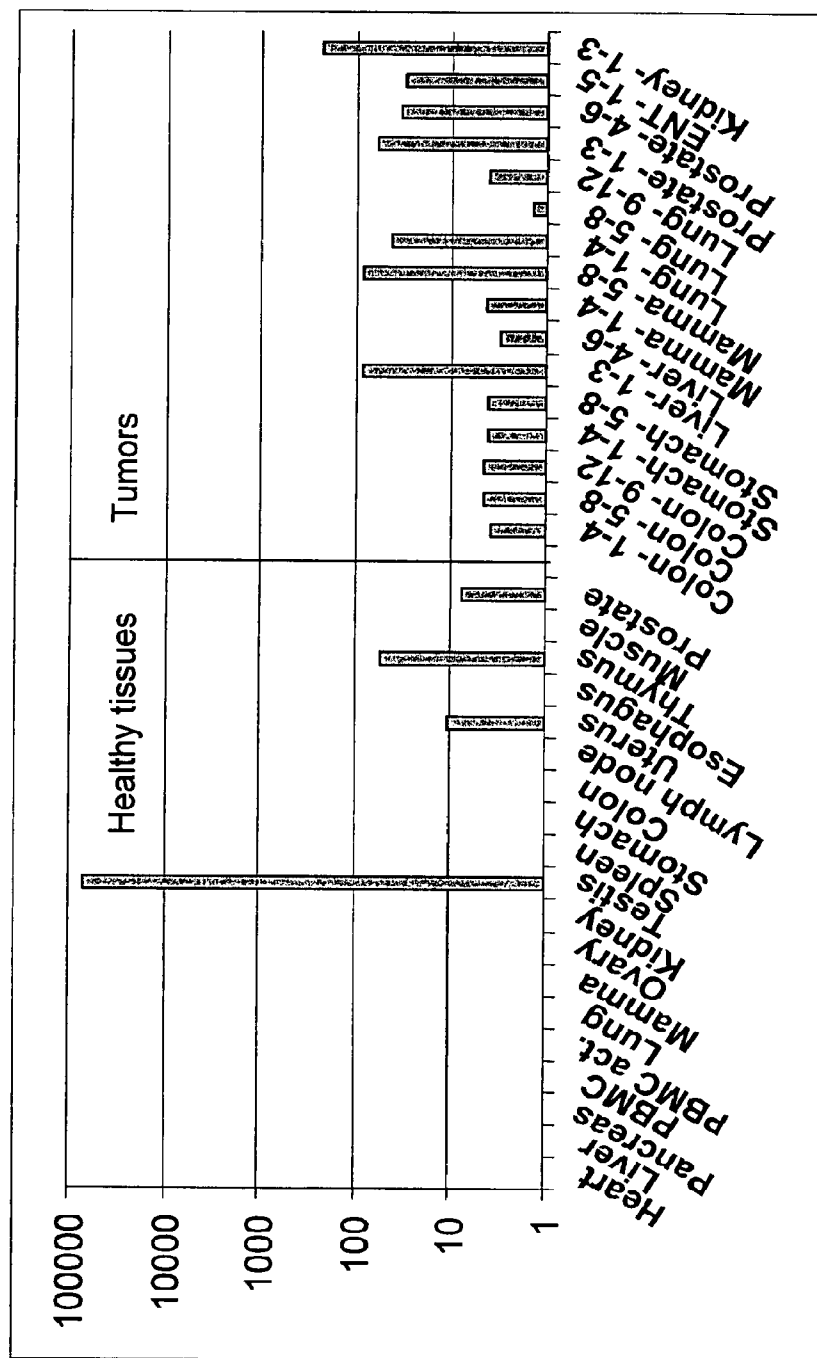 100000
10000
1000
100
10
1
Healthy tissues
Tumors
Heart
Liver
Pancreas
PBMC
PBMC act.
Lung
Mamma
Ovary
Kidney
Testis
Spleen
Stomach
Colon
Lymph node
Uterus
Esophagus
Thymus
Muscle
Prostate
Colon- 1-4
Colon- 5-8
Colon- 9-12
Stomach- 1-4
Stomach- 5-8
Liver- 1-3
Liver- 4-6
Mamma- 1-4
Mamma- 5-8
Lung- 1-4
Lung- 5-8
Lung- 9-12
Prostate- 1-3
Prostate- 4-6
ENT- 1-5
Kidney- 1-3